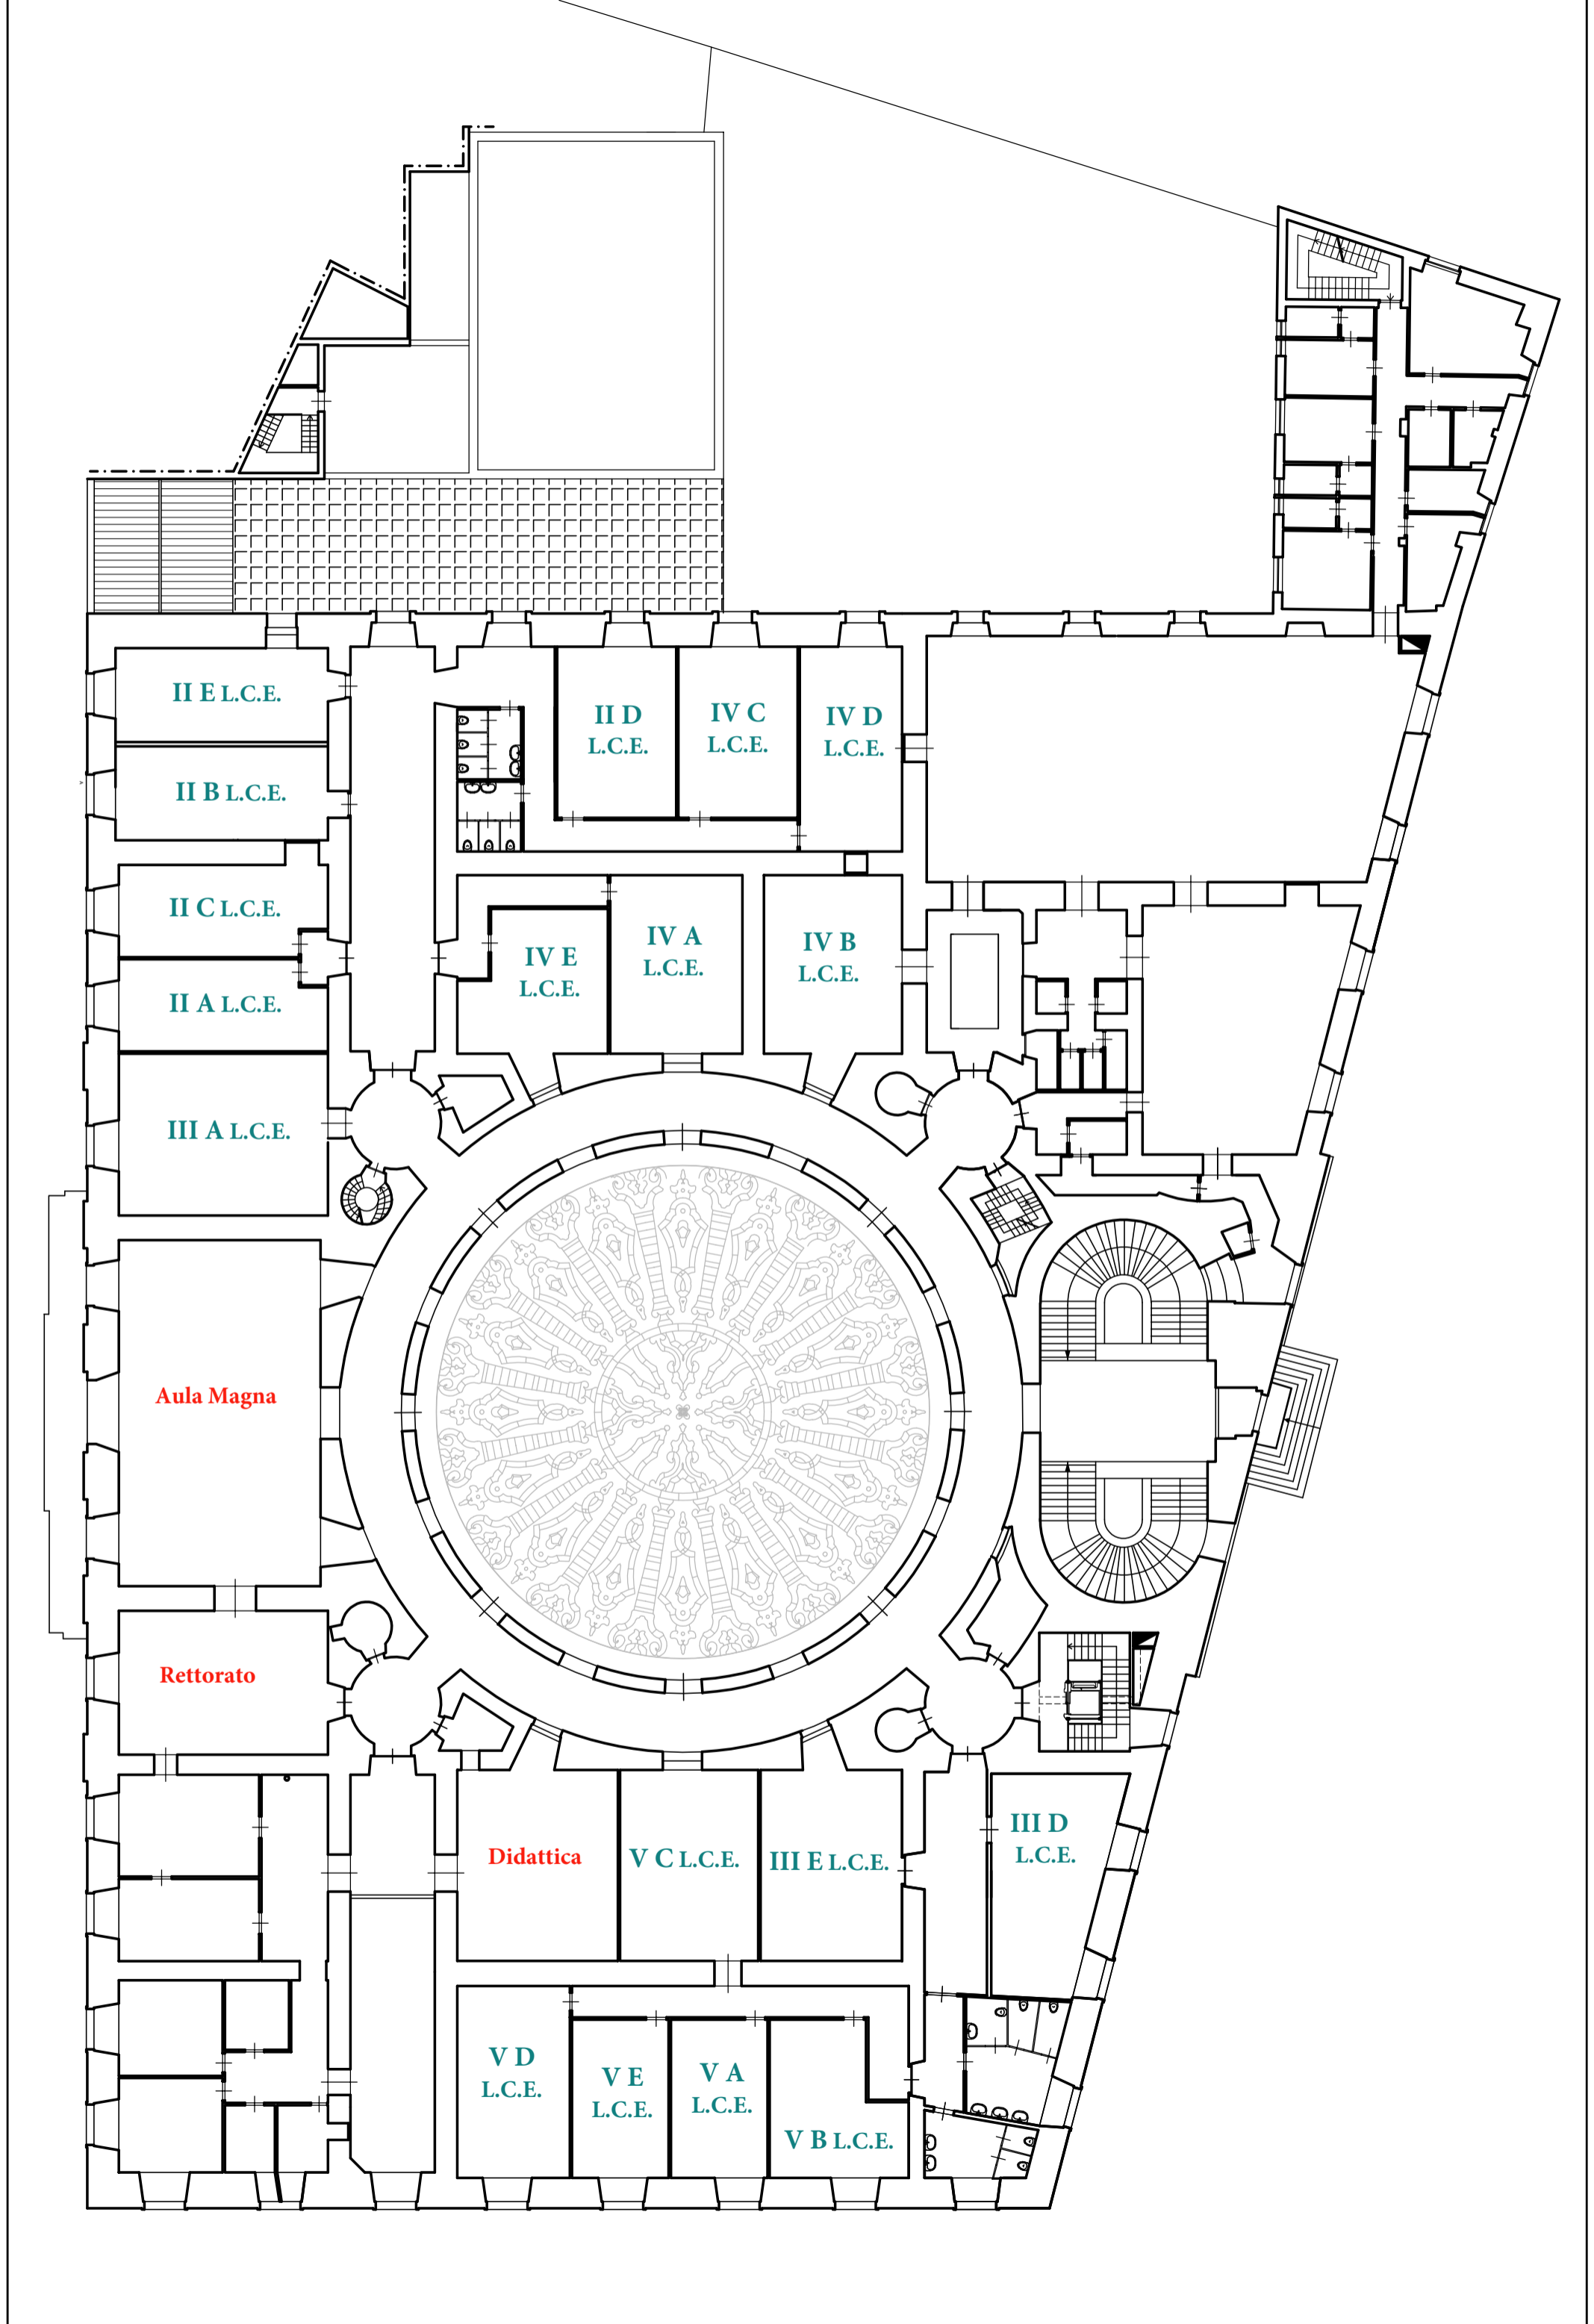 II E L.C.E.
II D
L.C.E.
IV C
L.C.E.
IV D
L.C.E.
II B L.C.E.
II C L.C.E.
IV E
L.C.E.
IV A
L.C.E.
IV B
L.C.E.
II A L.C.E.
III A L.C.E.
Aula Magna
Rettorato
Didattica
V C L.C.E.
III E L.C.E.
III D
L.C.E.
V D
L.C.E.
V E
L.C.E.
V A
L.C.E.
V B L.C.E.